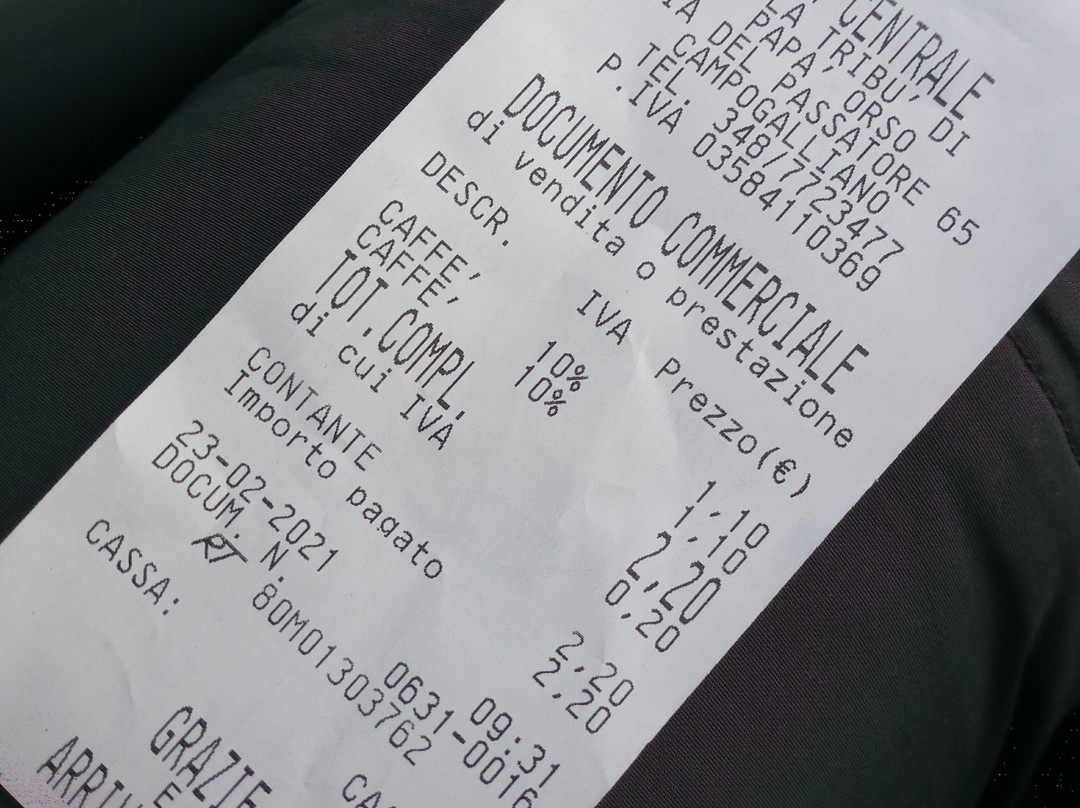 CENTRALE
LA TRIBU' DI
PAPA' ORSO
VIA DEL PASSATORE 65
CAMPOGALLIANO
TEL. 348/7723477
P.IVA 03584110369
DOCUMENTO COMMERCIALE
di vendita o prestazione
DESCR. IVA Prezzo(€)
CAFFE' 10% 1,10
CAFFE' 10% 1,10
TOT.COMPL. 2,20
di cui IVA 0,20
CONTANTE 2,20
Importo pagato 2,20
23-02-2021 09:31
DOCUM. N. 0631-0016
RT 80M01303762
CASSA:
GRAZIE